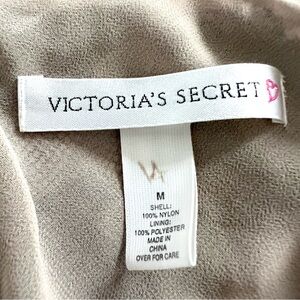 VICTORIA'S SECRET
M
SHELL:
100% NYLON
LINING:
100% POLYESTER
MADE IN
CHINA
OVER FOR CARE